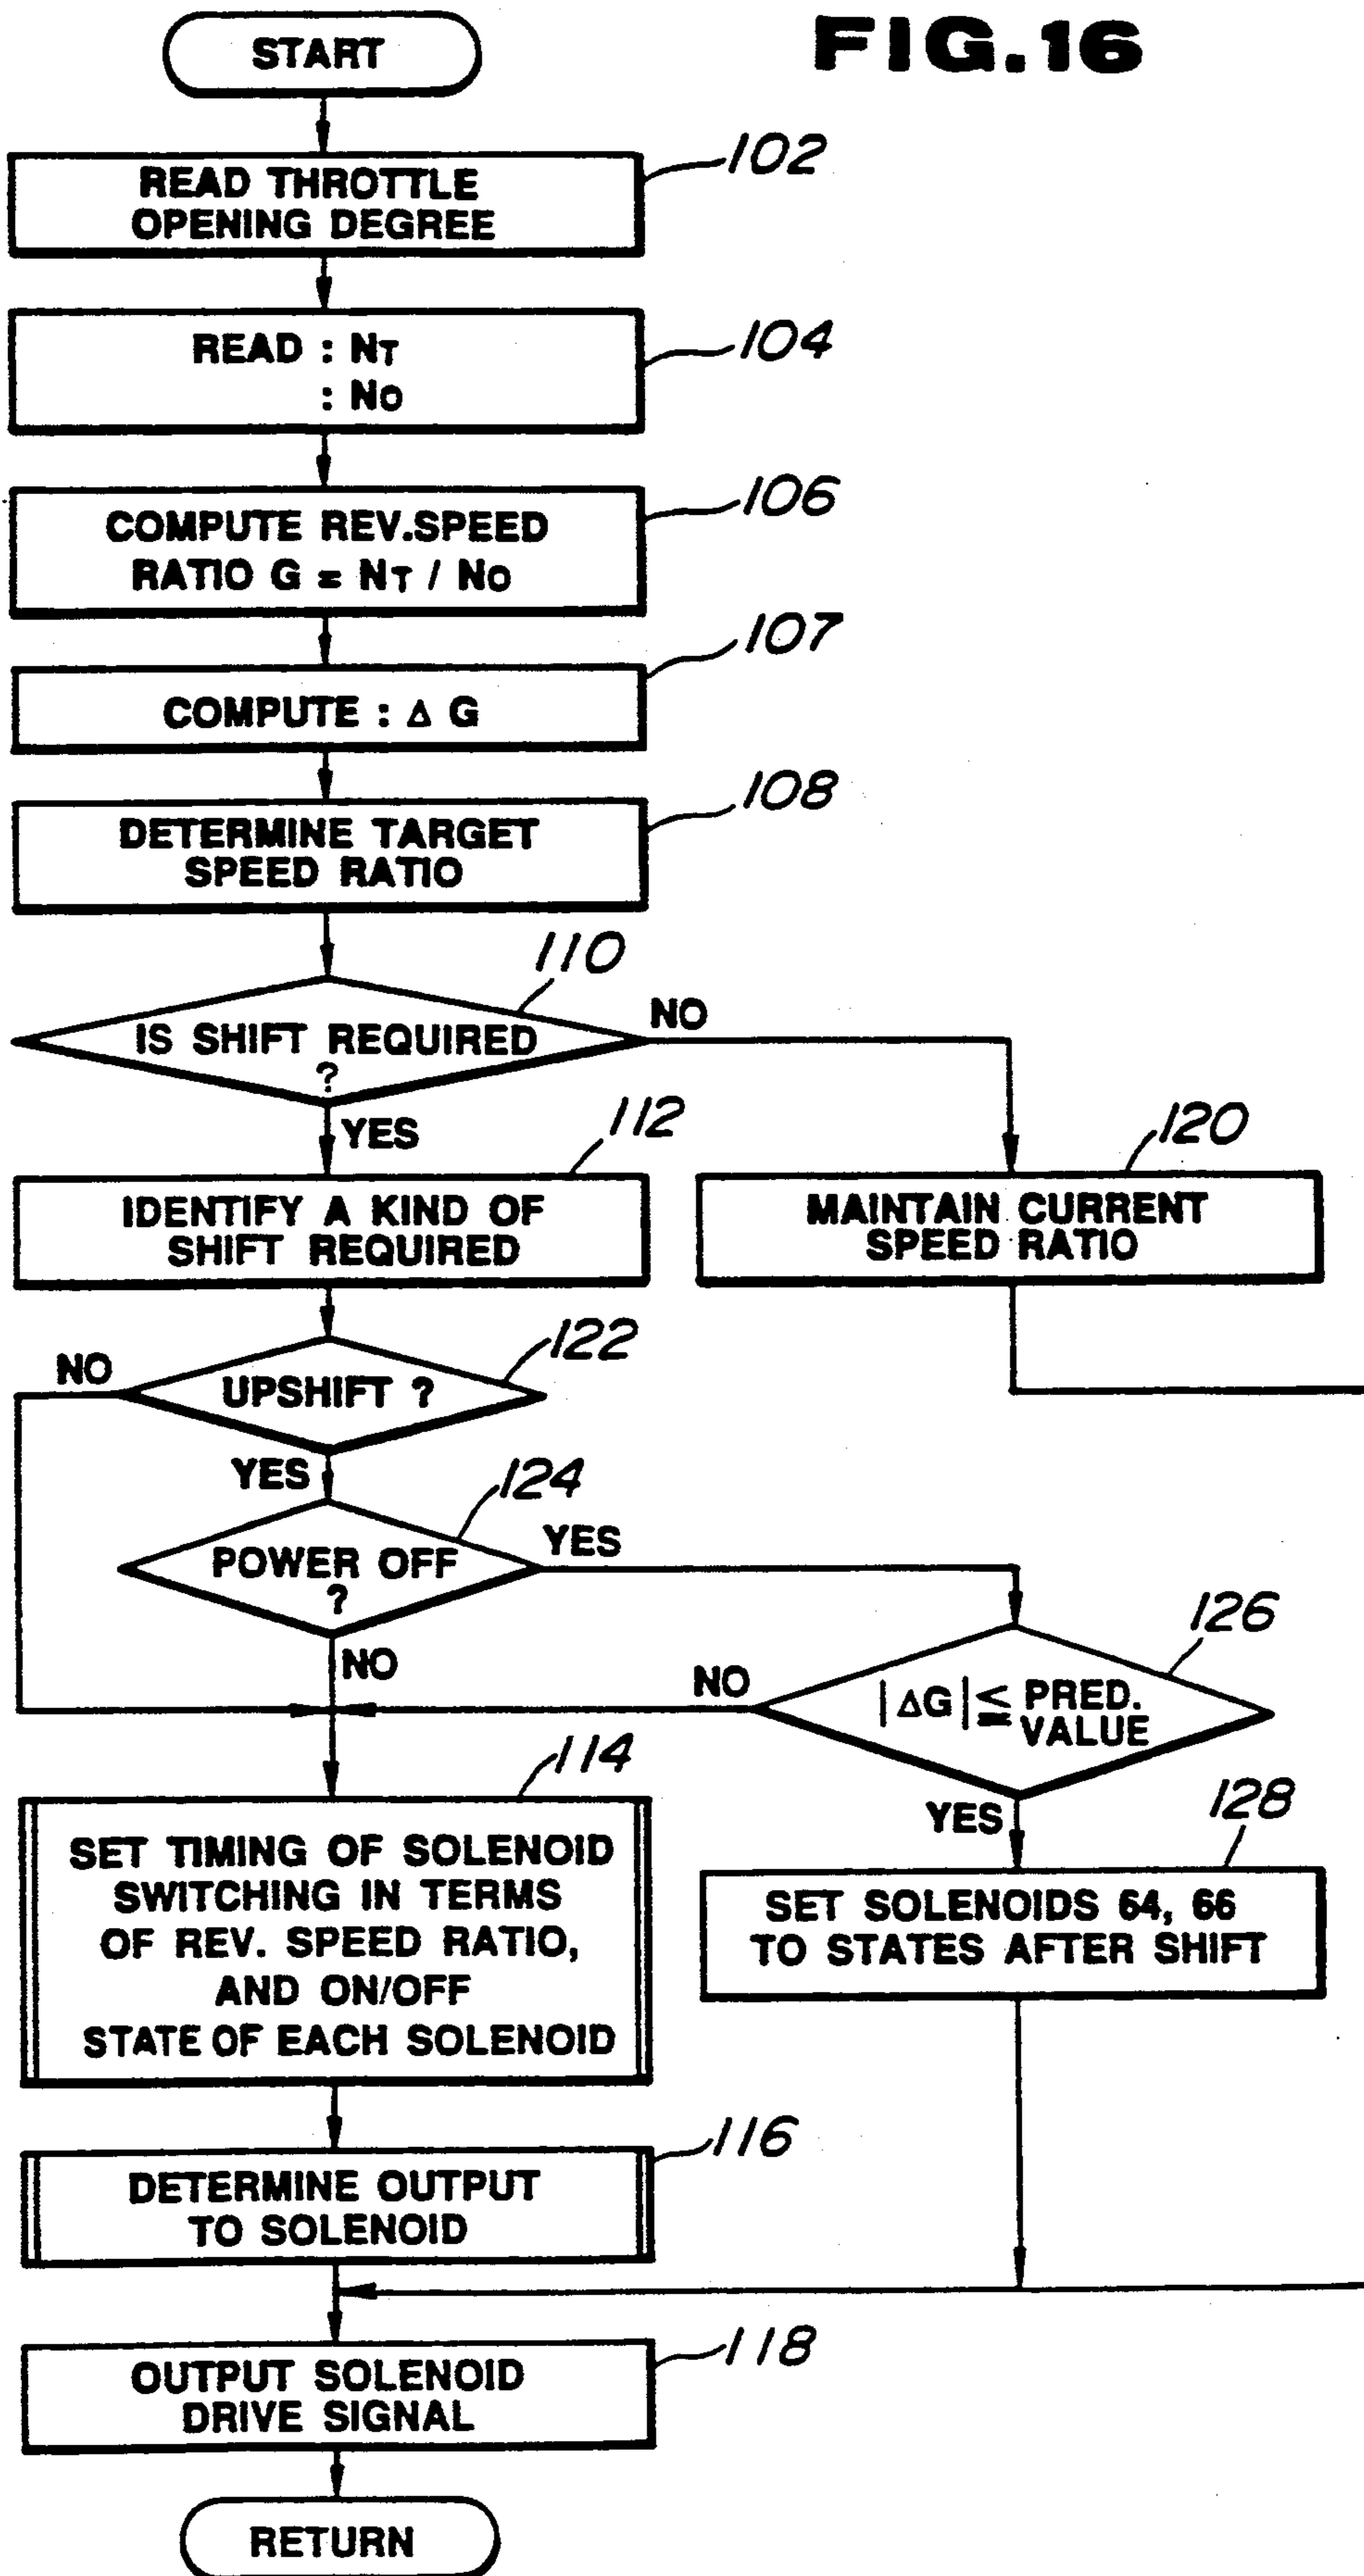 FIG.16
START
102
READ THROTTLE
OPENING DEGREE
104
READ : NT
: NO
106
COMPUTE REV.SPEED
RATIO G = NT / NO
107
COMPUTE : Δ G
108
DETERMINE TARGET
SPEED RATIO
110
IS SHIFT REQUIRED
?
NO
YES
112
IDENTIFY A KIND OF
SHIFT REQUIRED
120
MAINTAIN CURRENT
SPEED RATIO
122
NO
UPSHIFT ?
YES
124
POWER OFF
?
YES
NO
126
NO
|ΔG| ≦ PRED.
VALUE
YES
114
SET TIMING OF SOLENOID
SWITCHING IN TERMS
OF REV. SPEED RATIO,
AND ON/OFF
STATE OF EACH SOLENOID
128
SET SOLENOIDS 64, 66
TO STATES AFTER SHIFT
116
DETERMINE OUTPUT
TO SOLENOID
118
OUTPUT SOLENOID
DRIVE SIGNAL
RETURN